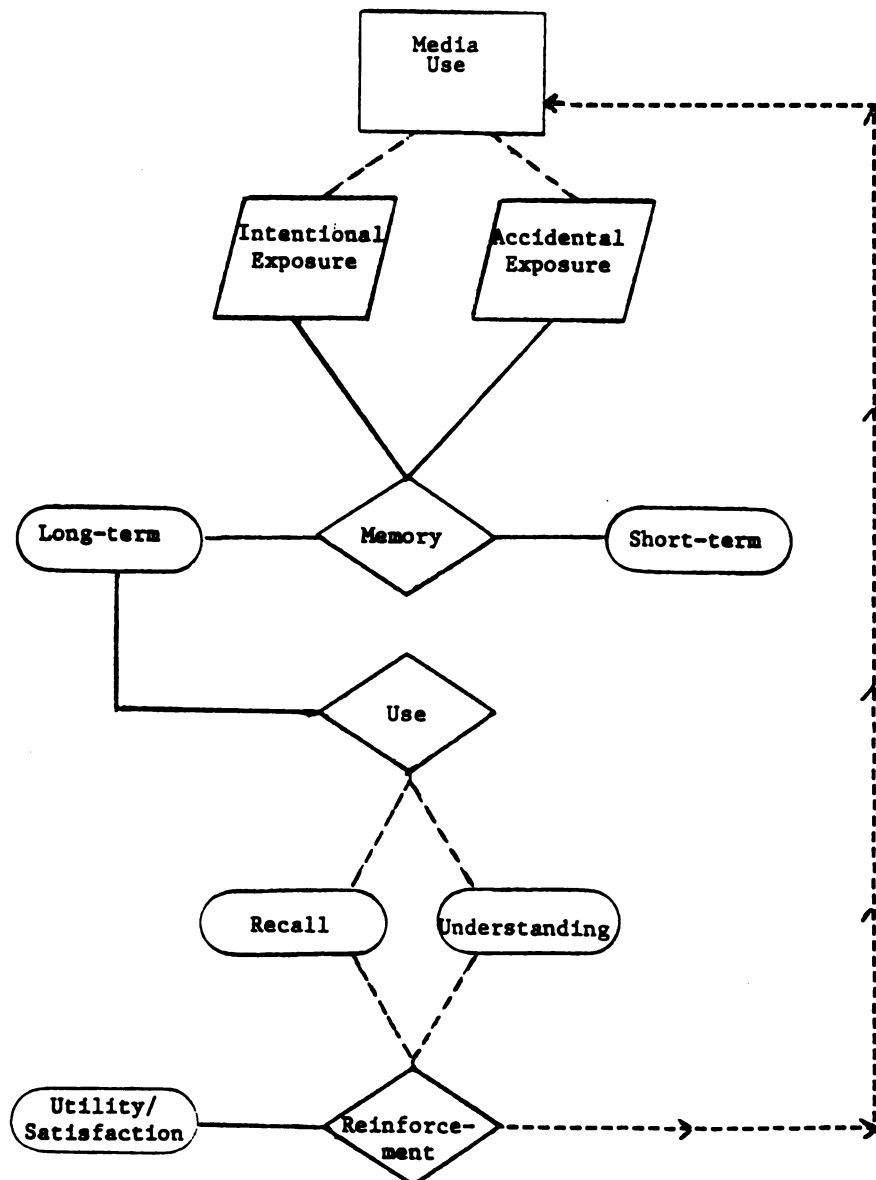 Media
Use
Intentional
Exposure
Accidental
Exposure
Long-term
Memory
Short-term
Use
Recall
Understanding
Utility/
Satisfaction
Reinforce-
ment